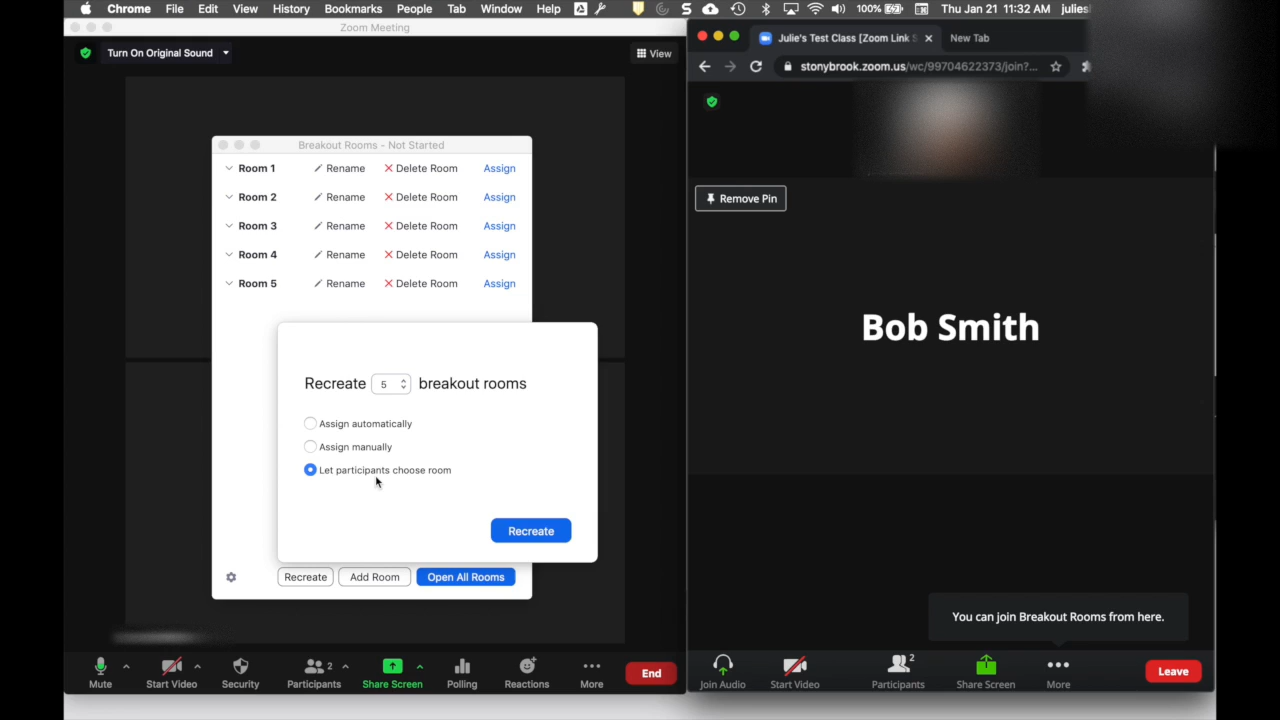 Chrome File Edit View History Bookmarks People Tab Window Help 100% Thu Jan 21 11:32 AM julies
Zoom Meeting
Turn On Original Sound
View
Breakout Rooms - Not Started
Room 1 Rename Delete Room Assign
Room 2 Rename Delete Room Assign
Room 3 Rename Delete Room Assign
Room 4 Rename Delete Room Assign
Room 5 Rename Delete Room Assign
Recreate 5 breakout rooms
Assign automatically
Assign manually
Let participants choose room
Recreate
Recreate Add Room Open All Rooms
Mute Start Video Security Participants 2 Share Screen Polling Reactions More End
Julie's Test Class [Zoom Link S New Tab
stonybrook.zoom.us/wc/99704622373/join?...
Remove Pin
Bob Smith
You can join Breakout Rooms from here.
Join Audio Start Video Participants 2 Share Screen More Leave